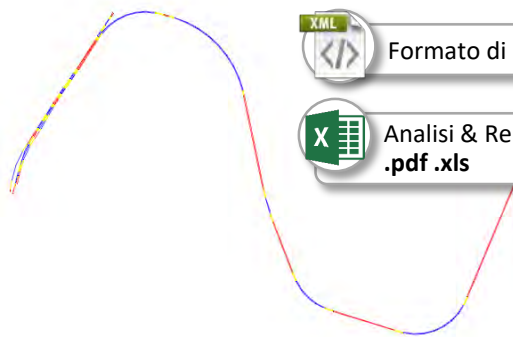 XML
</>
Formato di
X
Analisi & Re
.pdf .xls